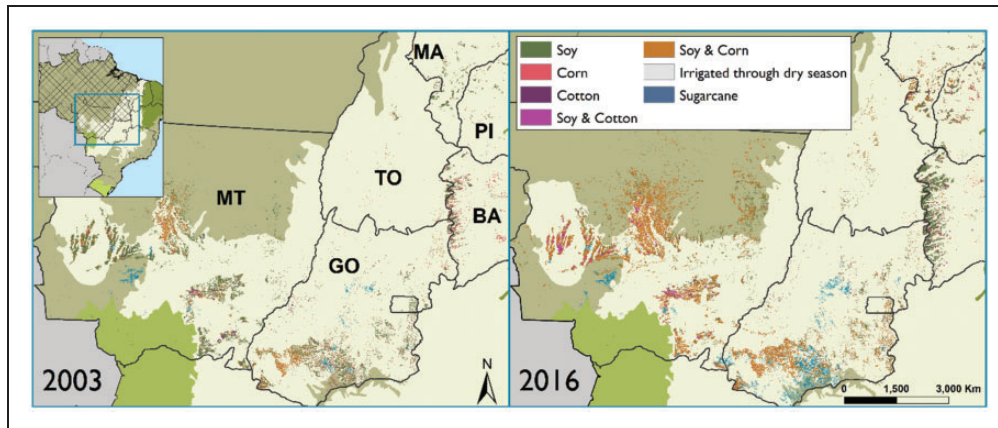 MA
PI
TO
MT
BA
GO
2003
N
Soy
Corn
Cotton
Soy & Cotton
Soy & Corn
Irrigated through dry season
Sugarcane
2016
0 1,500 3,000 Km